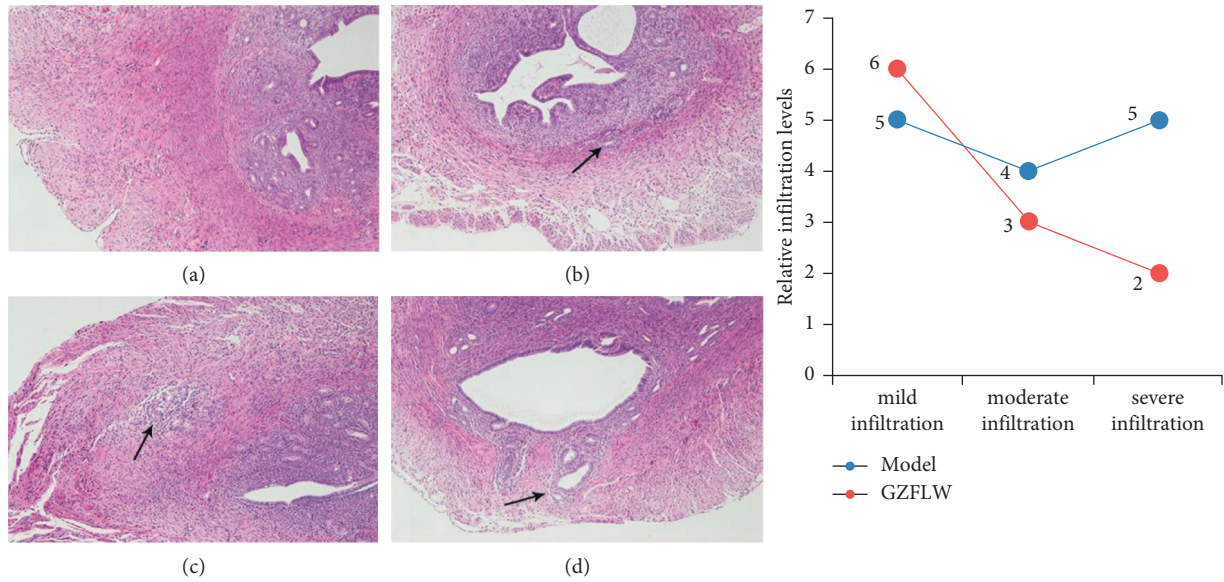 (a)
(b)
(c)
(d)
Relative infiltration levels
7
6
5
4
3
2
1
0
6
5
4
3
5
2
mild
infiltration
moderate
infiltration
severe
infiltration
Model
GZFLW